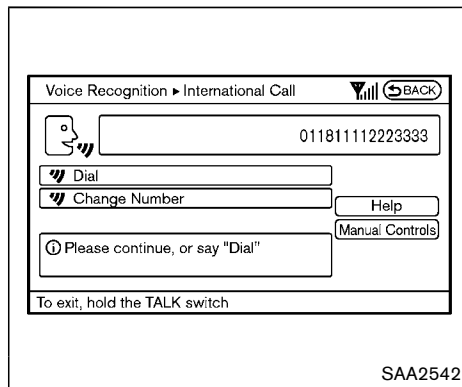 Voice Recognition ▸ International Call BACK
011811112223333
Dial
Change Number
Help
Manual Controls
Please continue, or say "Dial"
To exit, hold the TALK switch
SAA2542